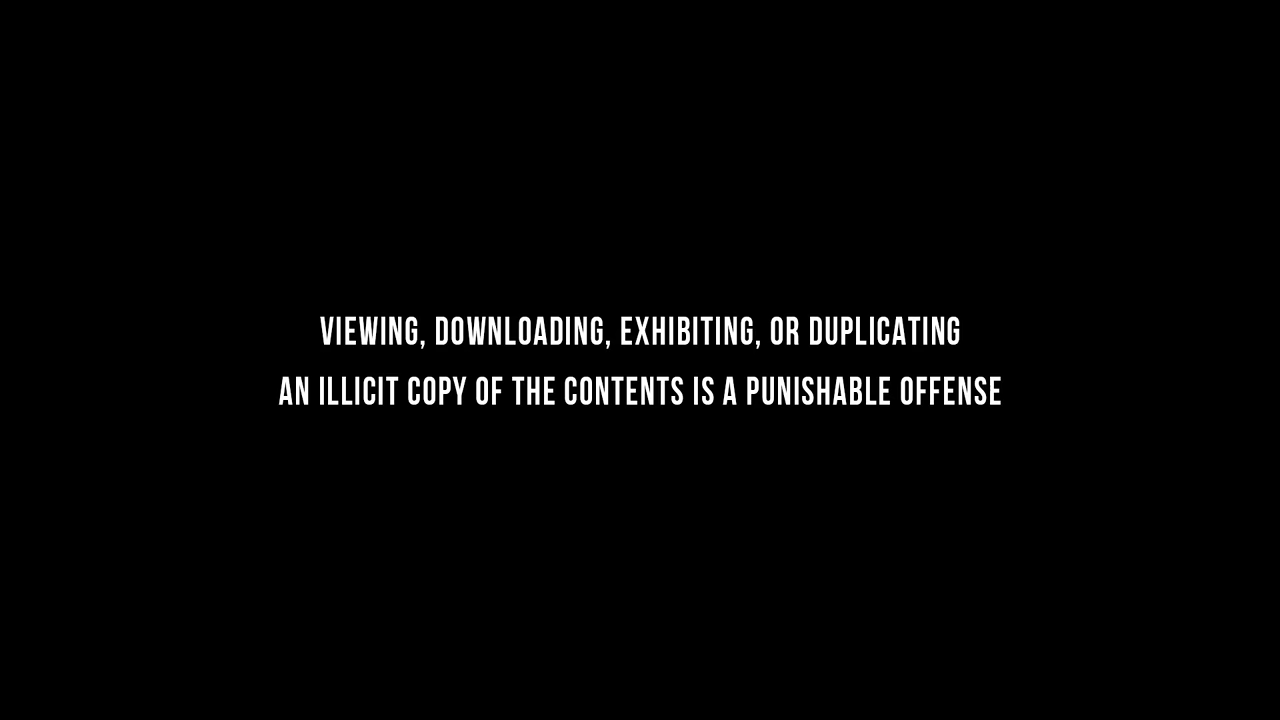 VIEWING, DOWNLOADING, EXHIBITING, OR DUPLICATING
AN ILLICIT COPY OF THE CONTENTS IS A PUNISHABLE OFFENSE